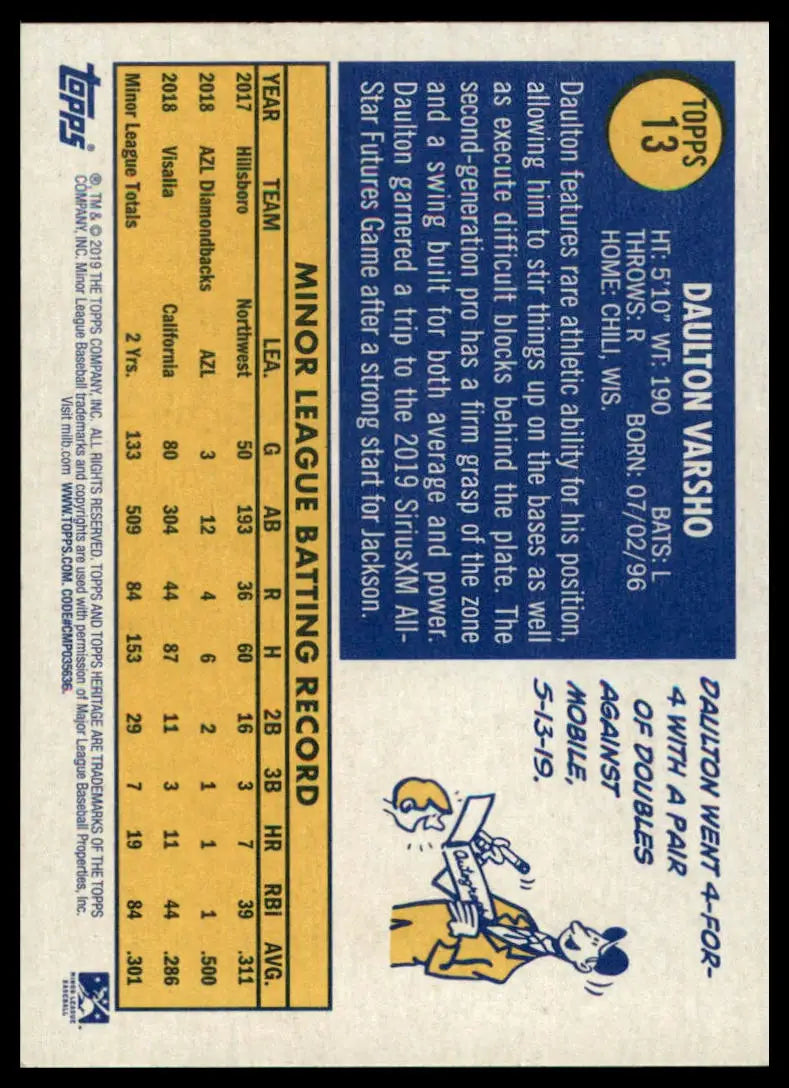 TOPPS
13
DAULTON VARSHO
HT: 5'10" WT: 190 BATS: L
THROWS: R BORN: 07/02/96
HOME: CHILI, WIS.
Daulton features rare athletic ability for his position,
allowing him to stir things up on the bases as well
as execute difficult blocks behind the plate. The
second-generation pro has a firm grasp of the zone
and a swing built for both average and power.
Daulton garnered a trip to the 2019 SiriusXM All-
Star Futures Game after a strong start for Jackson.
DAULTON WENT 4-FOR-
4 WITH A PAIR
OF DOUBLES
AGAINST
MOBILE,
5-13-19.
Autographs
MINOR LEAGUE BATTING RECORD
YEAR TEAM LEA. G AB R H 2B 3B HR RBI AVG.
2017 Hillsboro Northwest 50 193 36 60 16 3 7 39 .311
2018 AZL Diamondbacks AZL 3 12 4 6 2 1 1 1 .500
2018 Visalia California 80 304 44 87 11 3 11 44 .286
Minor League Totals 2 Yrs. 133 509 84 153 29 7 19 84 .301
topps®
® TM & © 2019 THE TOPPS COMPANY, INC. ALL RIGHTS RESERVED. TOPPS AND TOPPS HERITAGE ARE TRADEMARKS OF THE TOPPS
COMPANY, INC. Minor League Baseball trademarks and copyrights are used with permission of Major League Baseball Properties, Inc.
Visit milb.com WWW.TOPPS.COM. CODE#CMP035636.
MINOR LEAGUE
BASEBALL